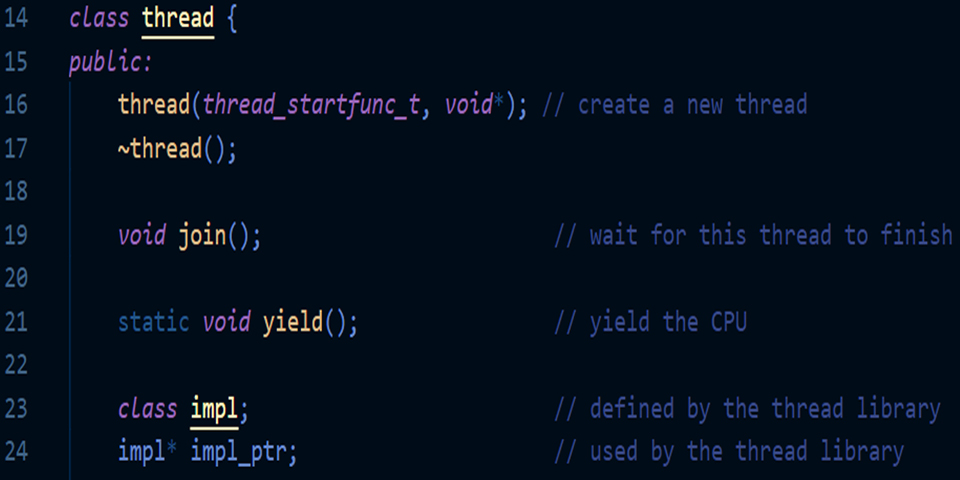 14 class thread {
15 public:
16 thread(thread_startfunc_t, void*); // create a new thread
17 ~thread();
18
19 void join(); // wait for this thread to finish
20
21 static void yield(); // yield the CPU
22
23 class impl; // defined by the thread library
24 impl* impl_ptr; // used by the thread library